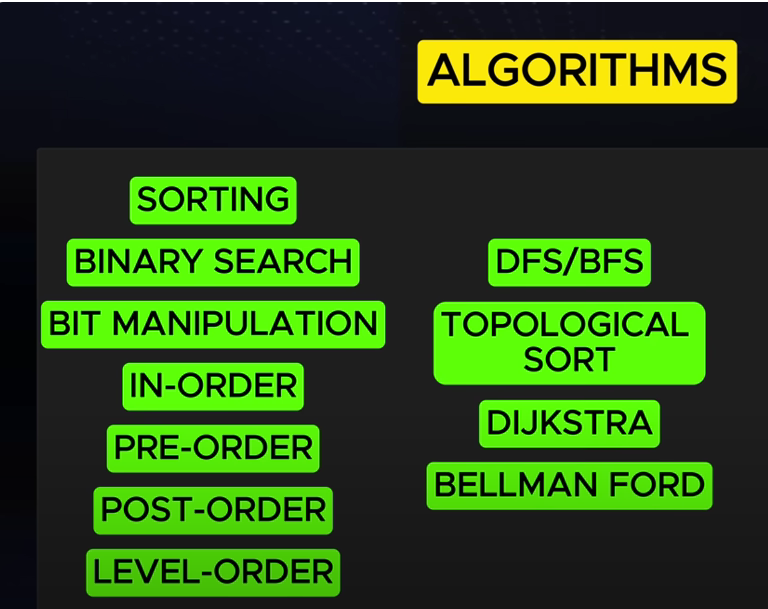 ALGORITHMS
SORTING
BINARY SEARCH
BIT MANIPULATION
IN-ORDER
PRE-ORDER
POST-ORDER
LEVEL-ORDER
DFS/BFS
TOPOLOGICAL
SORT
DIJKSTRA
BELLMAN FORD